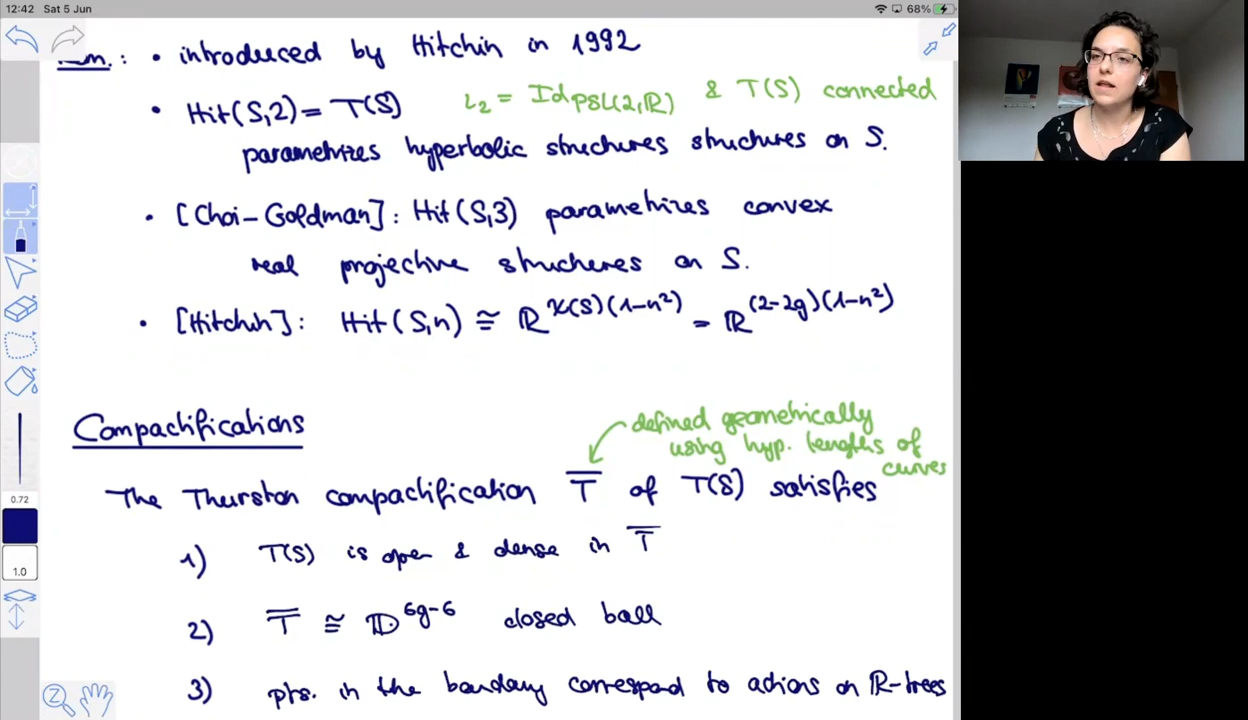 12:42 Sat 5 Jun 68%
Rem.: • introduced by Hitchin in 1992
• Hit(S,2) = T(S) ι₂ = Id_PSL(2,ℝ) & T(S) connected
parametrizes hyperbolic structures structures on S.
• [Choi-Goldman]: Hit(S,3) parametrizes convex
real projective structures on S.
• [Hitchin]: Hit(S,n) ≅ ℝ^χ(S)(1-n²) = ℝ^(2-2g)(1-n²)
Compactifications
defined geometrically
using hyp. lengths of
curves
The Thurston compactification T̅ of T(S) satisfies
0.72
1) T(S) is open & dense in T̅
1.0
2) T̅ ≅ 𝔻^6g-6 closed ball
3) pts. in the boundary correspond to actions on ℝ-trees